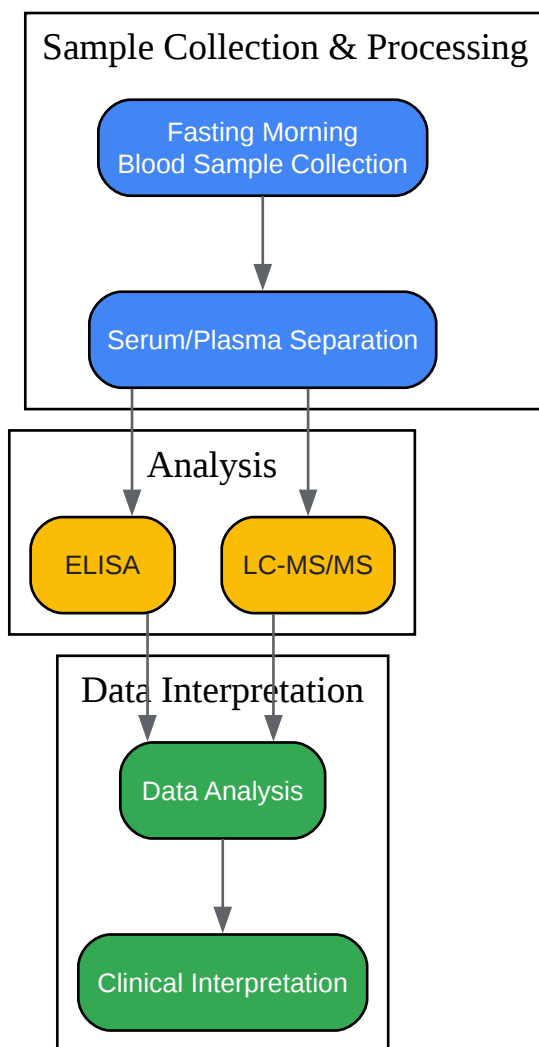 Sample Collection & Processing
Fasting Morning
Blood Sample Collection
Serum/Plasma Separation
Analysis
ELISA
LC-MS/MS
Data Interpretation
Data Analysis
Clinical Interpretation